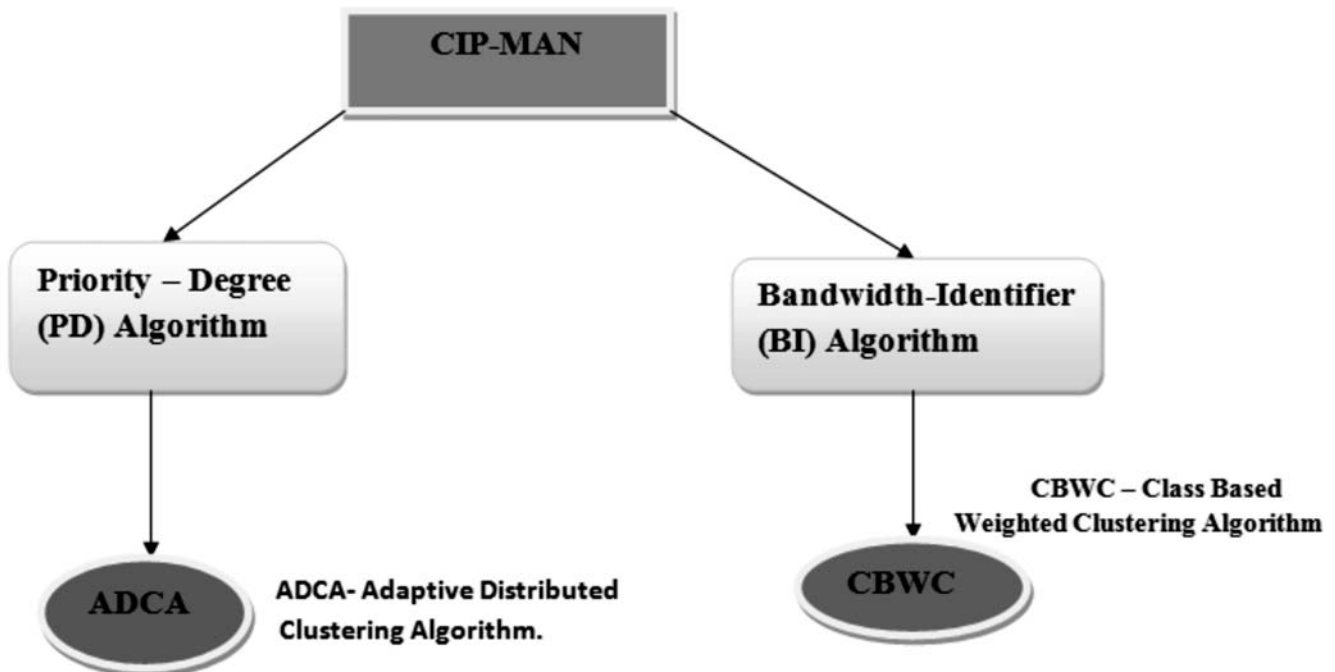 CIP-MAN
Priority – Degree
(PD) Algorithm
Bandwidth-Identifier
(BI) Algorithm
CBWC – Class Based
Weighted Clustering Algorithm
ADCA
ADCA- Adaptive Distributed
Clustering Algorithm.
CBWC